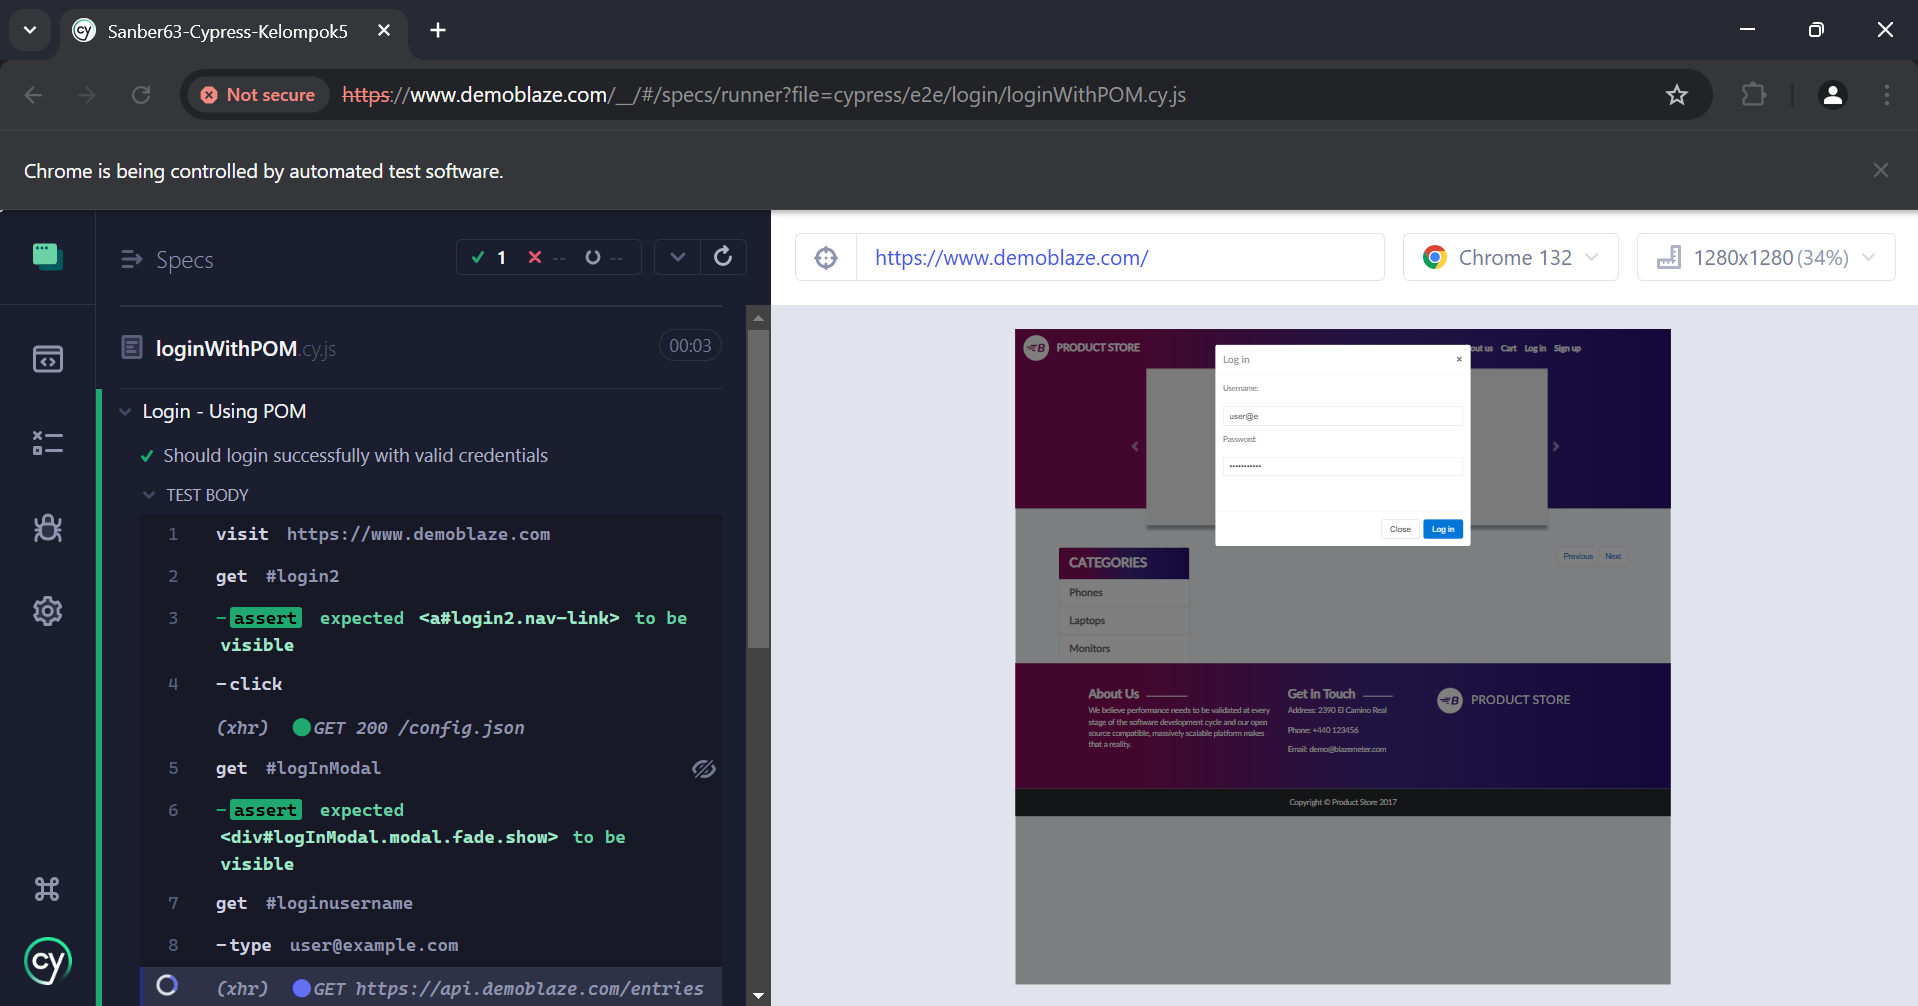 Sanber63-Cypress-Kelompok5
Not secure https://www.demoblaze.com/__/#/specs/runner?file=cypress/e2e/login/loginWithPOM.cy.js
Chrome is being controlled by automated test software.
Specs
1 -- --
https://www.demoblaze.com/
Chrome 132
1280x1280 (34%)
loginWithPOM.cy.js
00:03
Login - Using POM
Should login successfully with valid credentials
TEST BODY
1 visit https://www.demoblaze.com
2 get #login2
3 -assert expected <a#login2.nav-link> to be
visible
4 -click
(xhr) GET 200 /config.json
5 get #logInModal
6 -assert expected
<div#logInModal.modal.fade.show> to be
visible
7 get #loginusername
8 -type user@example.com
(xhr) GET https://api.demoblaze.com/entries
cy
PRODUCT STORE
out us Cart Log in Sign up
Log in ×
Username:
user@e
Password:
•••••••••••
Close Log in
Previous Next
CATEGORIES
Phones
Laptops
Monitors
About Us
We believe performance needs to be validated at every
stage of the software development cycle and our open
source compatible, massively scalable platform makes
that a reality.
Get in Touch
Address: 2390 El Camino Real
Phone: +440 123456
Email: demo@blazemeter.com
B PRODUCT STORE
Copyright © Product Store 2017